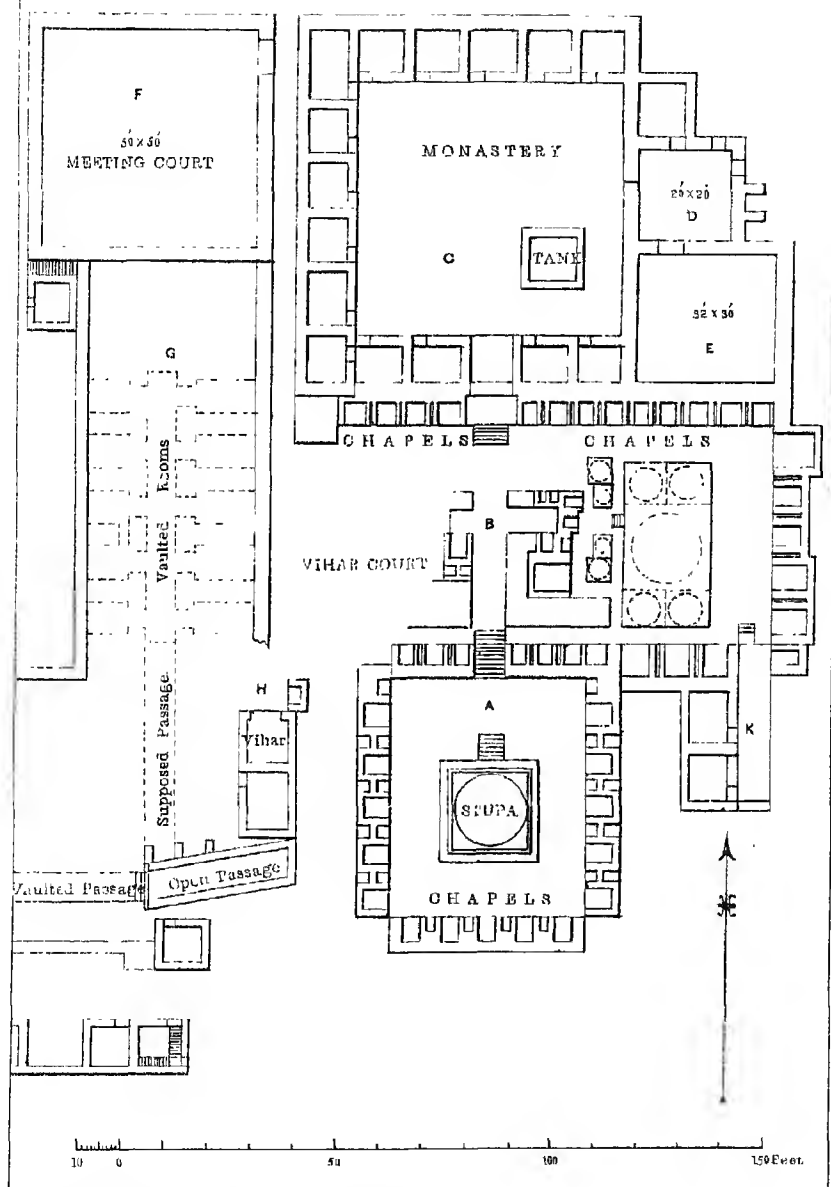 F
50' × 50'
MEETING COURT
MONASTERY
20' × 20'
D
C
TANK
32' × 30'
E
G
CHAPELS
CHAPELS
Vaulted Rooms
B
VIHAR COURT
Supposed Passage
H
Vihar
A
K
STUPA
Vaulted Passage
Open Passage
CHAPELS
10 0 50 100 150 Feet.